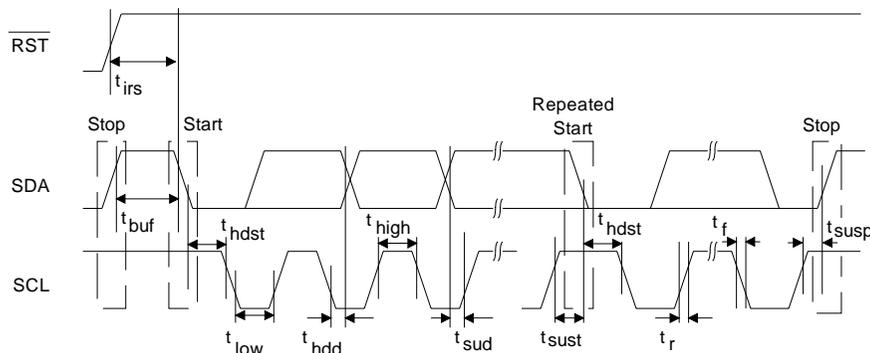 RST
t irs
Repeated
Stop Start Start Stop
SDA
t buf t hdst t high t hdst t f t susp
SCL
t low t hdd t sud t sust t r